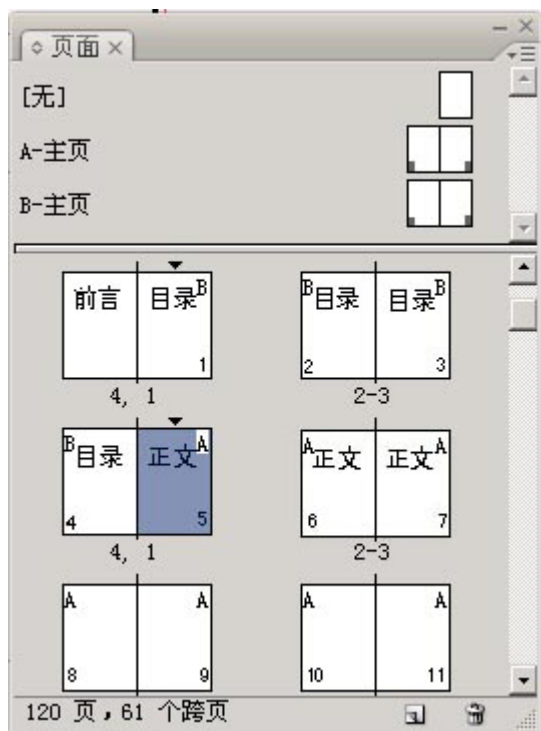 页面
[无]
A-主页
B-主页
前言 目录 B 1
B 目录 2 目录 B 3
4, 1 2-3
B 目录 4 正文 A 5
A 正文 6 正文 A 7
4, 1 2-3
A 8 A 9
A 10 A 11
120 页，61 个跨页